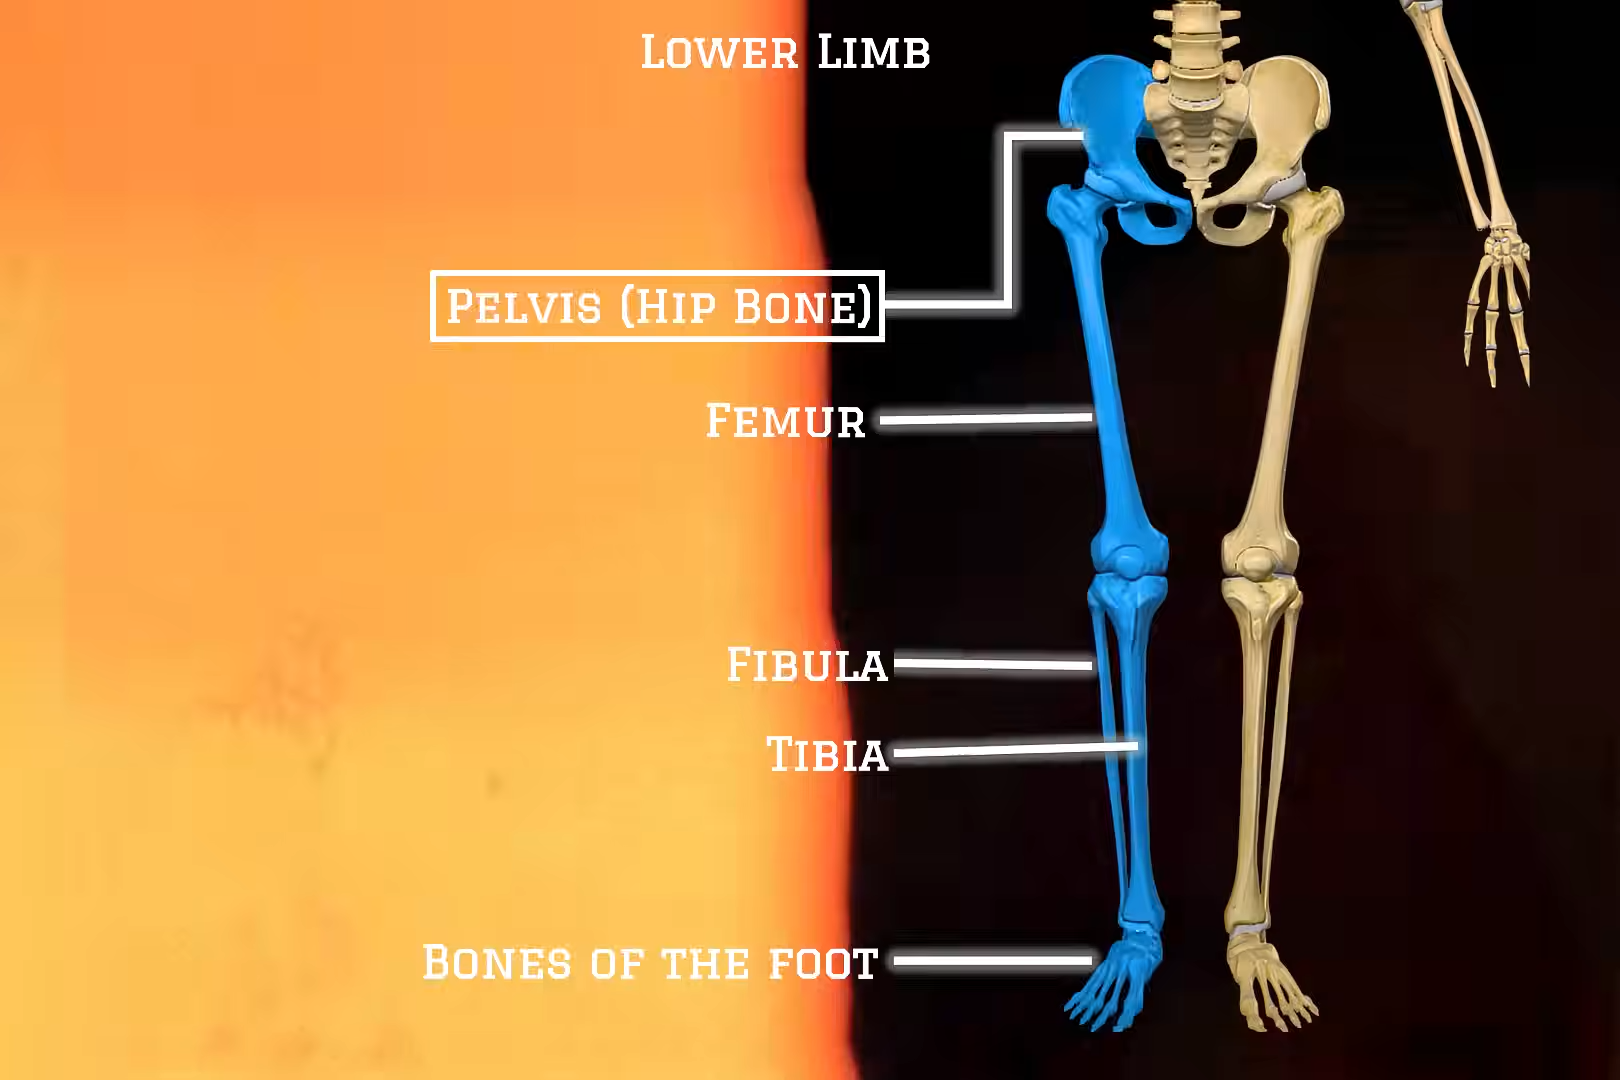 Lower Limb
Pelvis (Hip Bone)
Femur
Fibula
Tibia
Bones of the foot